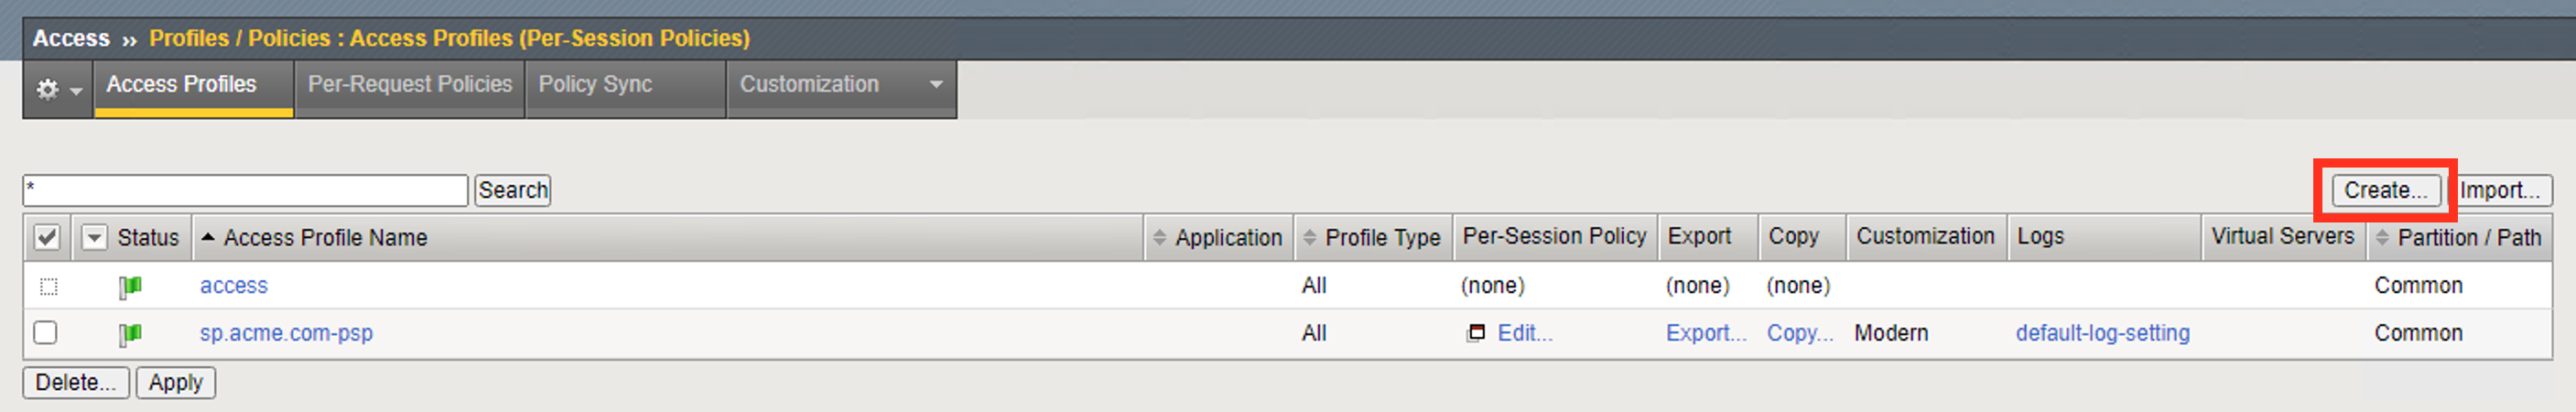 Access » Profiles / Policies : Access Profiles (Per-Session Policies)
Access Profiles Per-Request Policies Policy Sync Customization
* Search Create... Import...
Status Access Profile Name Application Profile Type Per-Session Policy Export Copy Customization Logs Virtual Servers Partition / Path
access All (none) (none) (none) Common
sp.acme.com-psp All Edit... Export... Copy... Modern default-log-setting Common
Delete... Apply